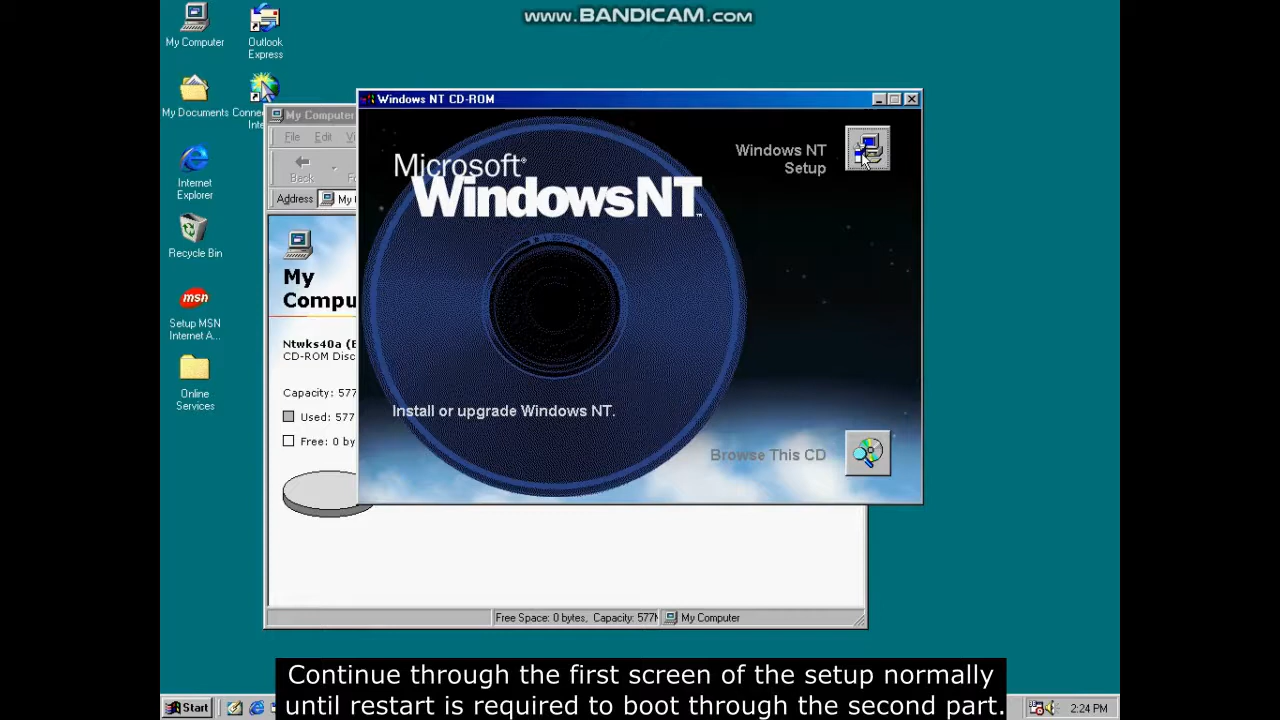 www.BANDICAM.com
My Computer
Outlook
Express
My Documents
Internet
Explorer
Recycle Bin
msn
Setup MSN
Internet A...
Online
Services
My Computer
File Edit
Back
Address
My
My
Ntwks40a
CD-ROM Disc
Capacity: 577
Used: 577
Free: 0 by
Windows NT CD-ROM
Microsoft®
WindowsNT™
Windows NT
Setup
Install or upgrade Windows NT.
Browse This CD
Free Space: 0 bytes, Capacity: 577
My Computer
Continue through the first screen of the setup normally
until restart is required to boot through the second part.
Start
2:24 PM